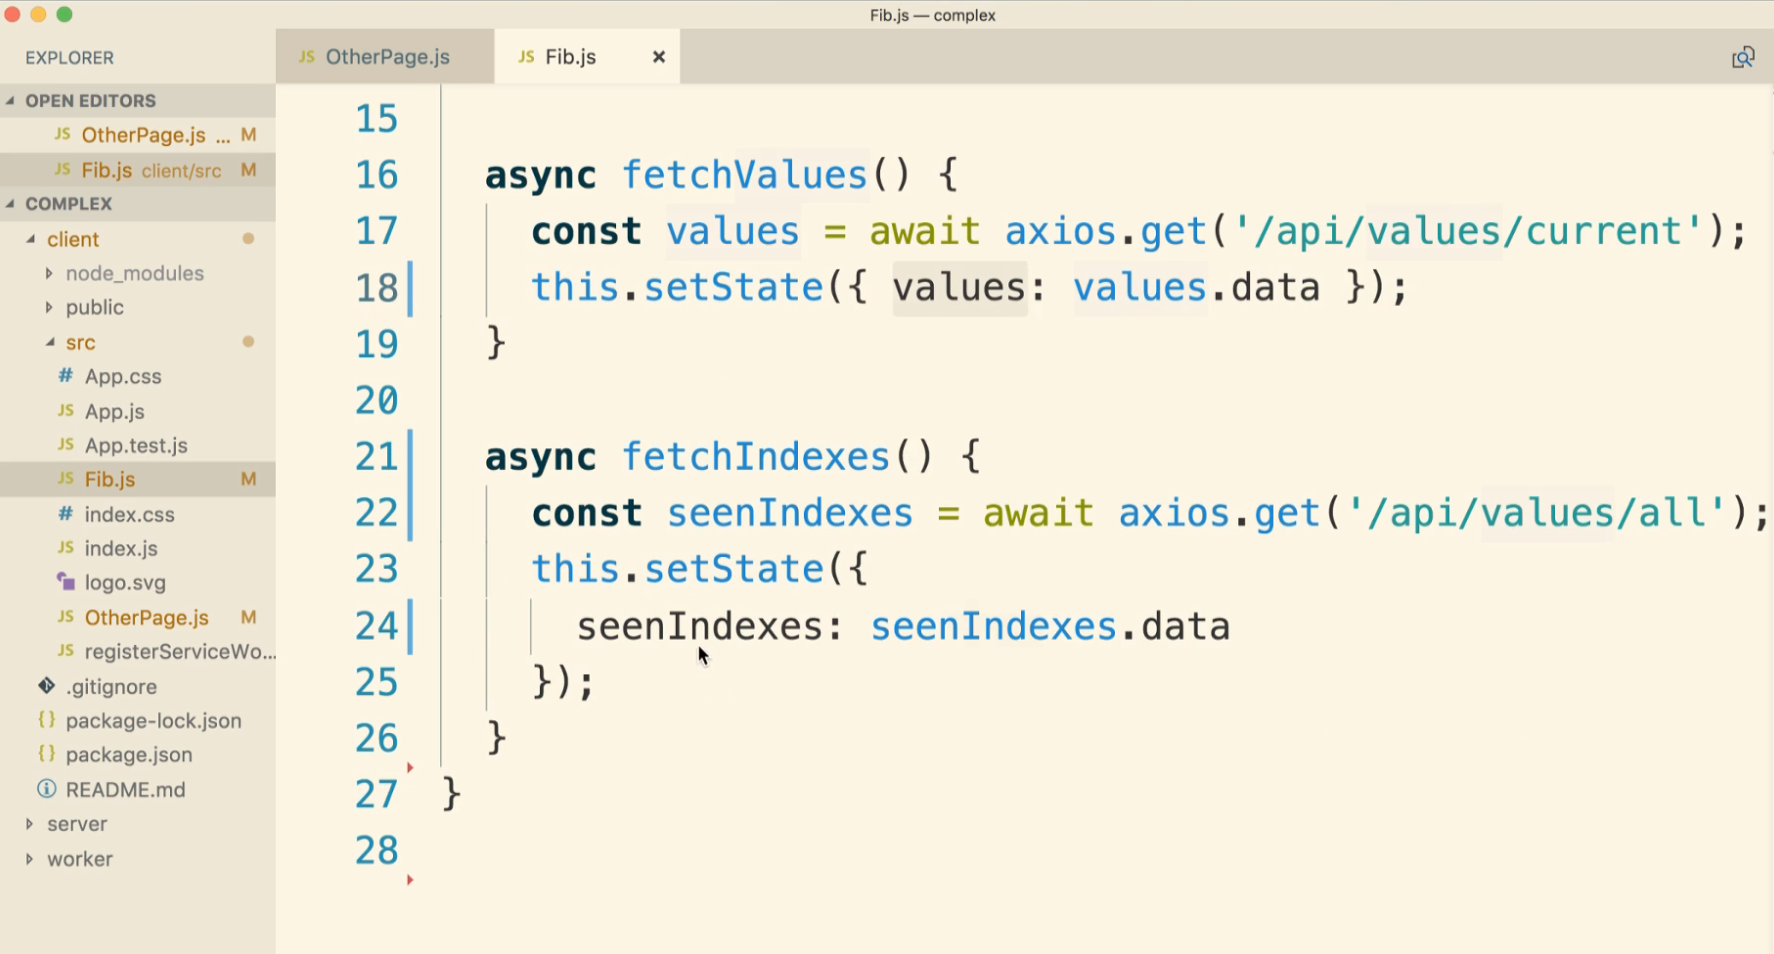 Fib.js — complex
EXPLORER
OPEN EDITORS
JS OtherPage.js ... M
JS Fib.js client/src M
COMPLEX
client
node_modules
public
src
# App.css
JS App.js
JS App.test.js
JS Fib.js M
# index.css
JS index.js
logo.svg
JS OtherPage.js M
JS registerServiceWo...
.gitignore
{} package-lock.json
{} package.json
README.md
server
worker
JS OtherPage.js
JS Fib.js ×
15
16 async fetchValues() {
17 const values = await axios.get('/api/values/current');
18 this.setState({ values: values.data });
19 }
20
21 async fetchIndexes() {
22 const seenIndexes = await axios.get('/api/values/all');
23 this.setState({
24 seenIndexes: seenIndexes.data
25 });
26 }
27 }
28